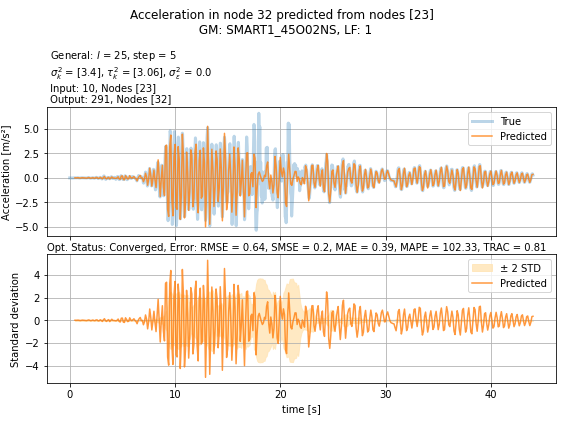 Acceleration in node 32 predicted from nodes [23]
GM: SMART1_45O02NS, LF: 1
General: l = 25, step = 5
σ²ₖ = [3.4], τ²ₖ = [3.06], σ²ε = 0.0
Input: 10, Nodes [23]
Output: 291, Nodes [32]
Acceleration [m/s²]
5.0
2.5
0.0
−2.5
−5.0
True
Predicted
Opt. Status: Converged, Error: RMSE = 0.64, SMSE = 0.2, MAE = 0.39, MAPE = 102.33, TRAC = 0.81
Standard deviation
4
2
0
−2
−4
± 2 STD
Predicted
0 10 20 30 40
time [s]